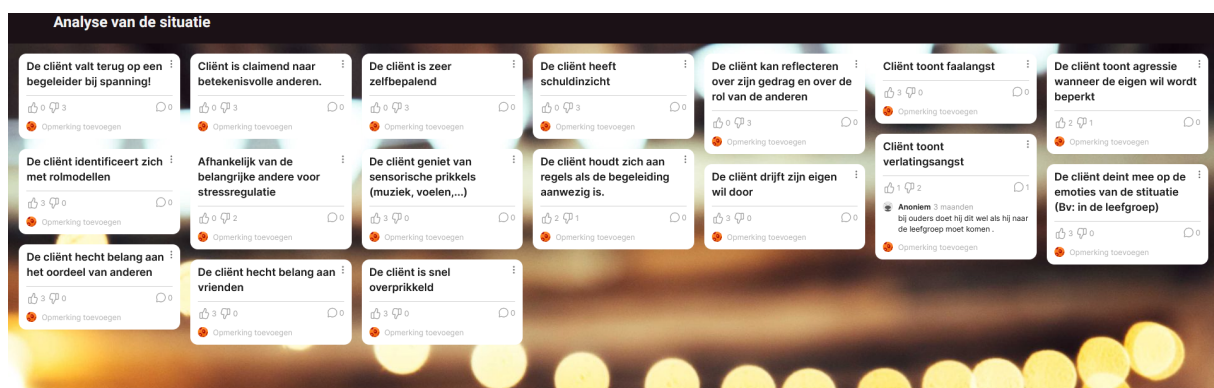 Analyse van de situatie
De cliënt valt terug op een
begeleider bij spanning!
0 3 0
Opmerking toevoegen
De cliënt identificeert zich
met rolmodellen
3 0 0
Opmerking toevoegen
De cliënt hecht belang aan
het oordeel van anderen
3 0 0
Opmerking toevoegen
Cliënt is claimend naar
betekenisvolle anderen.
0 3 0
Opmerking toevoegen
Afhankelijk van de
belangrijke andere voor
stressregulatie
0 2 0
Opmerking toevoegen
De cliënt hecht belang aan
vrienden
3 0 0
Opmerking toevoegen
De cliënt is zeer
zelfbepalend
0 3 0
Opmerking toevoegen
De cliënt geniet van
sensorische prikkels
(muziek, voelen,...)
3 0 0
Opmerking toevoegen
De cliënt is snel
overprikkeld
3 0 0
Opmerking toevoegen
De cliënt heeft
schuldinzicht
0 3 0
Opmerking toevoegen
De cliënt houdt zich aan
regels als de begeleiding
aanwezig is.
2 1 0
Opmerking toevoegen
De cliënt kan reflecteren
over zijn gedrag en over de
rol van de anderen
0 3 0
Opmerking toevoegen
De cliënt drijft zijn eigen
wil door
3 0 0
Opmerking toevoegen
Cliënt toont faalangst
3 0 0
Opmerking toevoegen
Cliënt toont
verlatingsangst
1 2 1
Anoniem 3 maanden
bij ouders doet hij dit wel als hij naar
de leefgroep moet komen .
Opmerking toevoegen
De cliënt toont agressie
wanneer de eigen wil wordt
beperkt
2 1 0
Opmerking toevoegen
De cliënt deint mee op de
emoties van de stituatie
(Bv: in de leefgroep)
3 0 0
Opmerking toevoegen